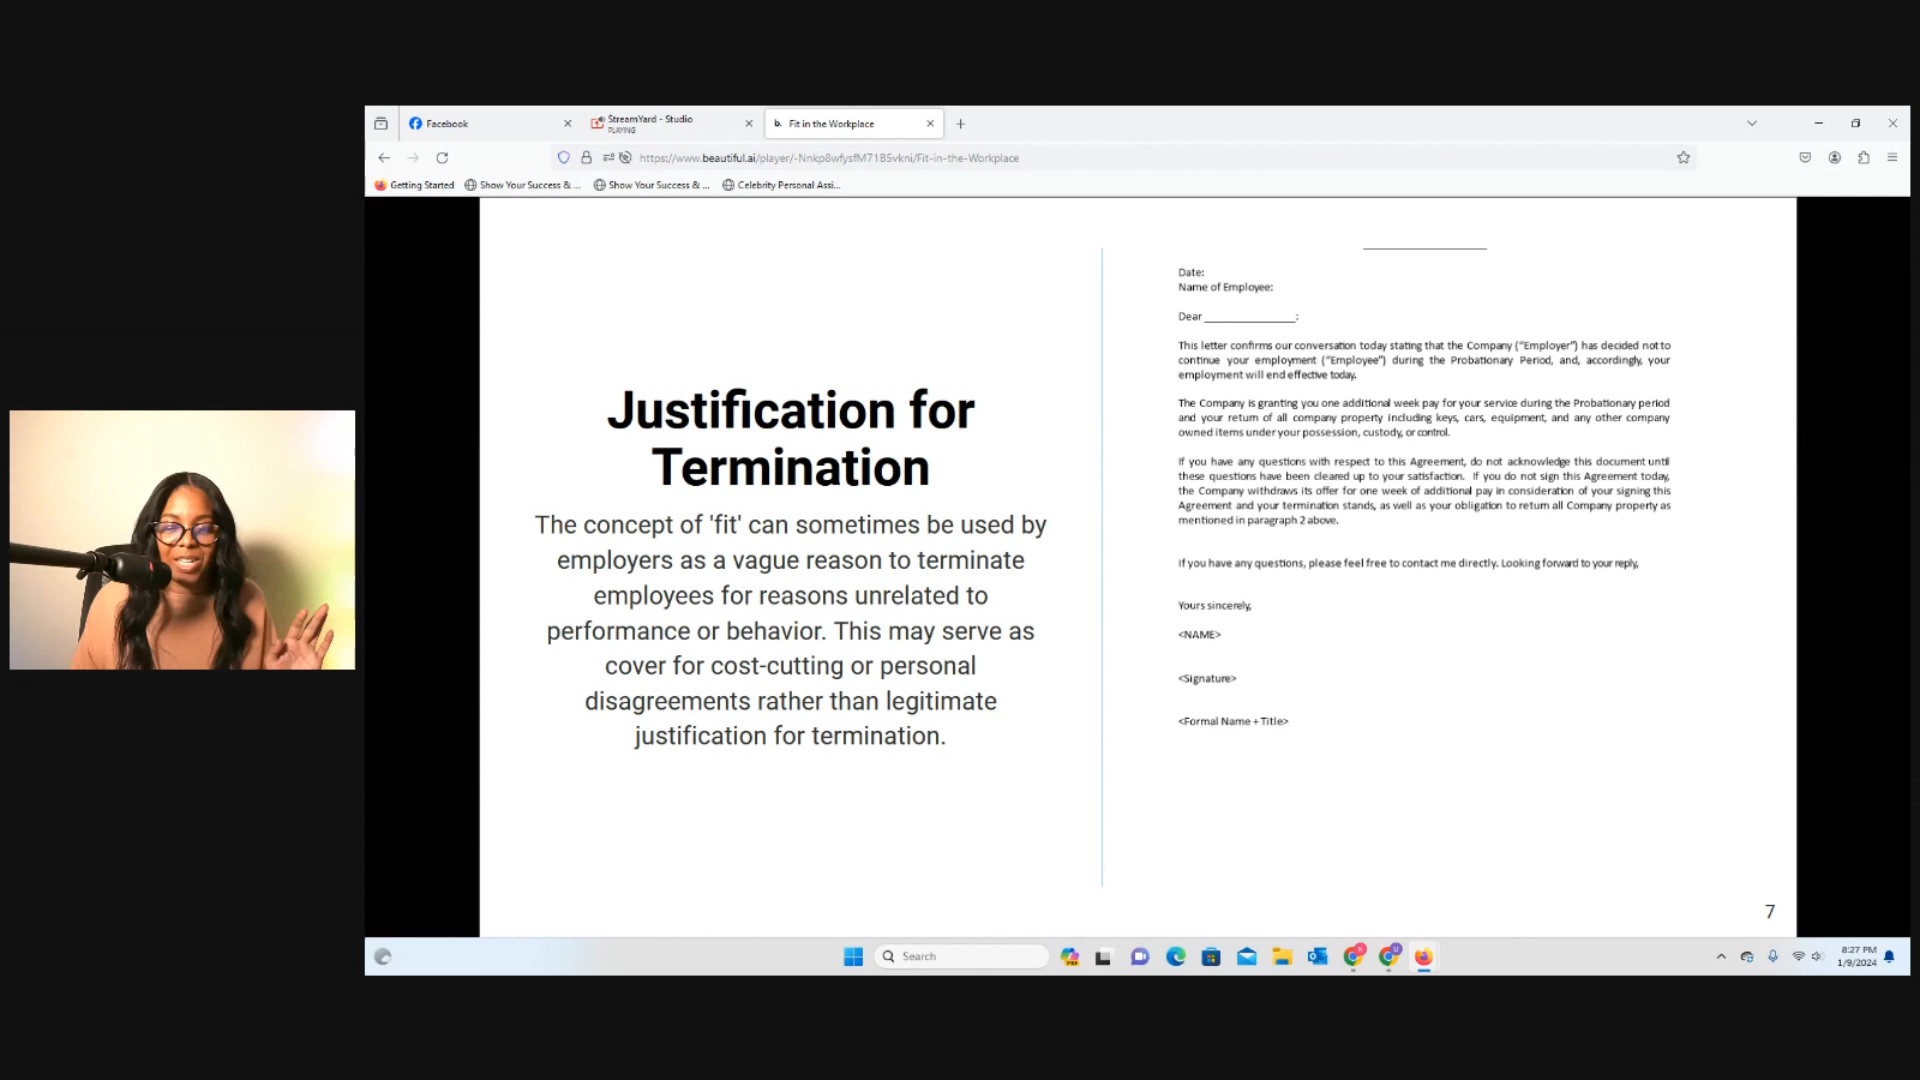 Facebook
StreamYard - Studio
PLAYING
b. Fit in the Workplace
https://www.beautiful.ai/player/-Nnkp8wfysfM71B5vkni/Fit-in-the-Workplace
Getting Started
Show Your Success & ...
Show Your Success & ...
Celebrity Personal Assi...
Justification for
Termination
The concept of 'fit' can sometimes be used by
employers as a vague reason to terminate
employees for reasons unrelated to
performance or behavior. This may serve as
cover for cost-cutting or personal
disagreements rather than legitimate
justification for termination.
Date:
Name of Employee:
Dear ________________:
This letter confirms our conversation today stating that the Company (“Employer”) has decided not to
continue your employment (“Employee”) during the Probationary Period, and, accordingly, your
employment will end effective today.
The Company is granting you one additional week pay for your service during the Probationary period
and your return of all company property including keys, cars, equipment, and any other company
owned items under your possession, custody, or control.
If you have any questions with respect to this Agreement, do not acknowledge this document until
these questions have been cleared up to your satisfaction. If you do not sign this Agreement today,
the Company withdraws its offer for one week of additional pay in consideration of your signing this
Agreement and your termination stands, as well as your obligation to return all Company property as
mentioned in paragraph 2 above.
If you have any questions, please feel free to contact me directly. Looking forward to your reply,
Yours sincerely,
<NAME>
<Signature>
<Formal Name + Title>
7
Search
8:27 PM
1/9/2024